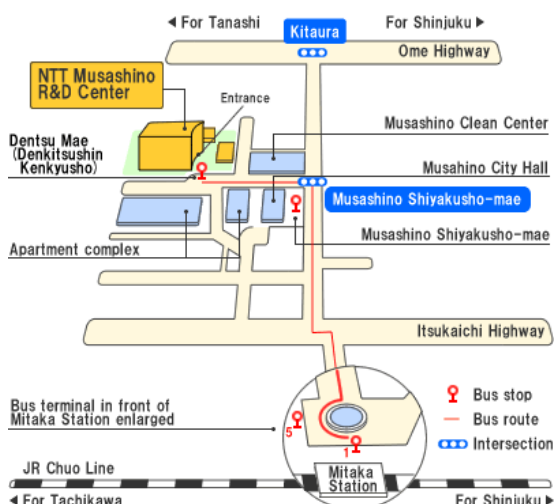 For Tanashi
For Shinjuku
Kitaura
Ome Highway
NTT Musashino
R&D Center
Entrance
Musashino Clean Center
Dentsu Mae
(Denkitsushin
Kenkyusho)
Musahino City Hall
Musashino Shiyakusho-mae
Musashino Shiyakusho-mae
Apartment complex
Itsukaichi Highway
Bus terminal in front of
Mitaka Station enlarged
5
1
Bus stop
Bus route
Intersection
JR Chuo Line
Mitaka
Station
For Tachikawa
For Shinjuku